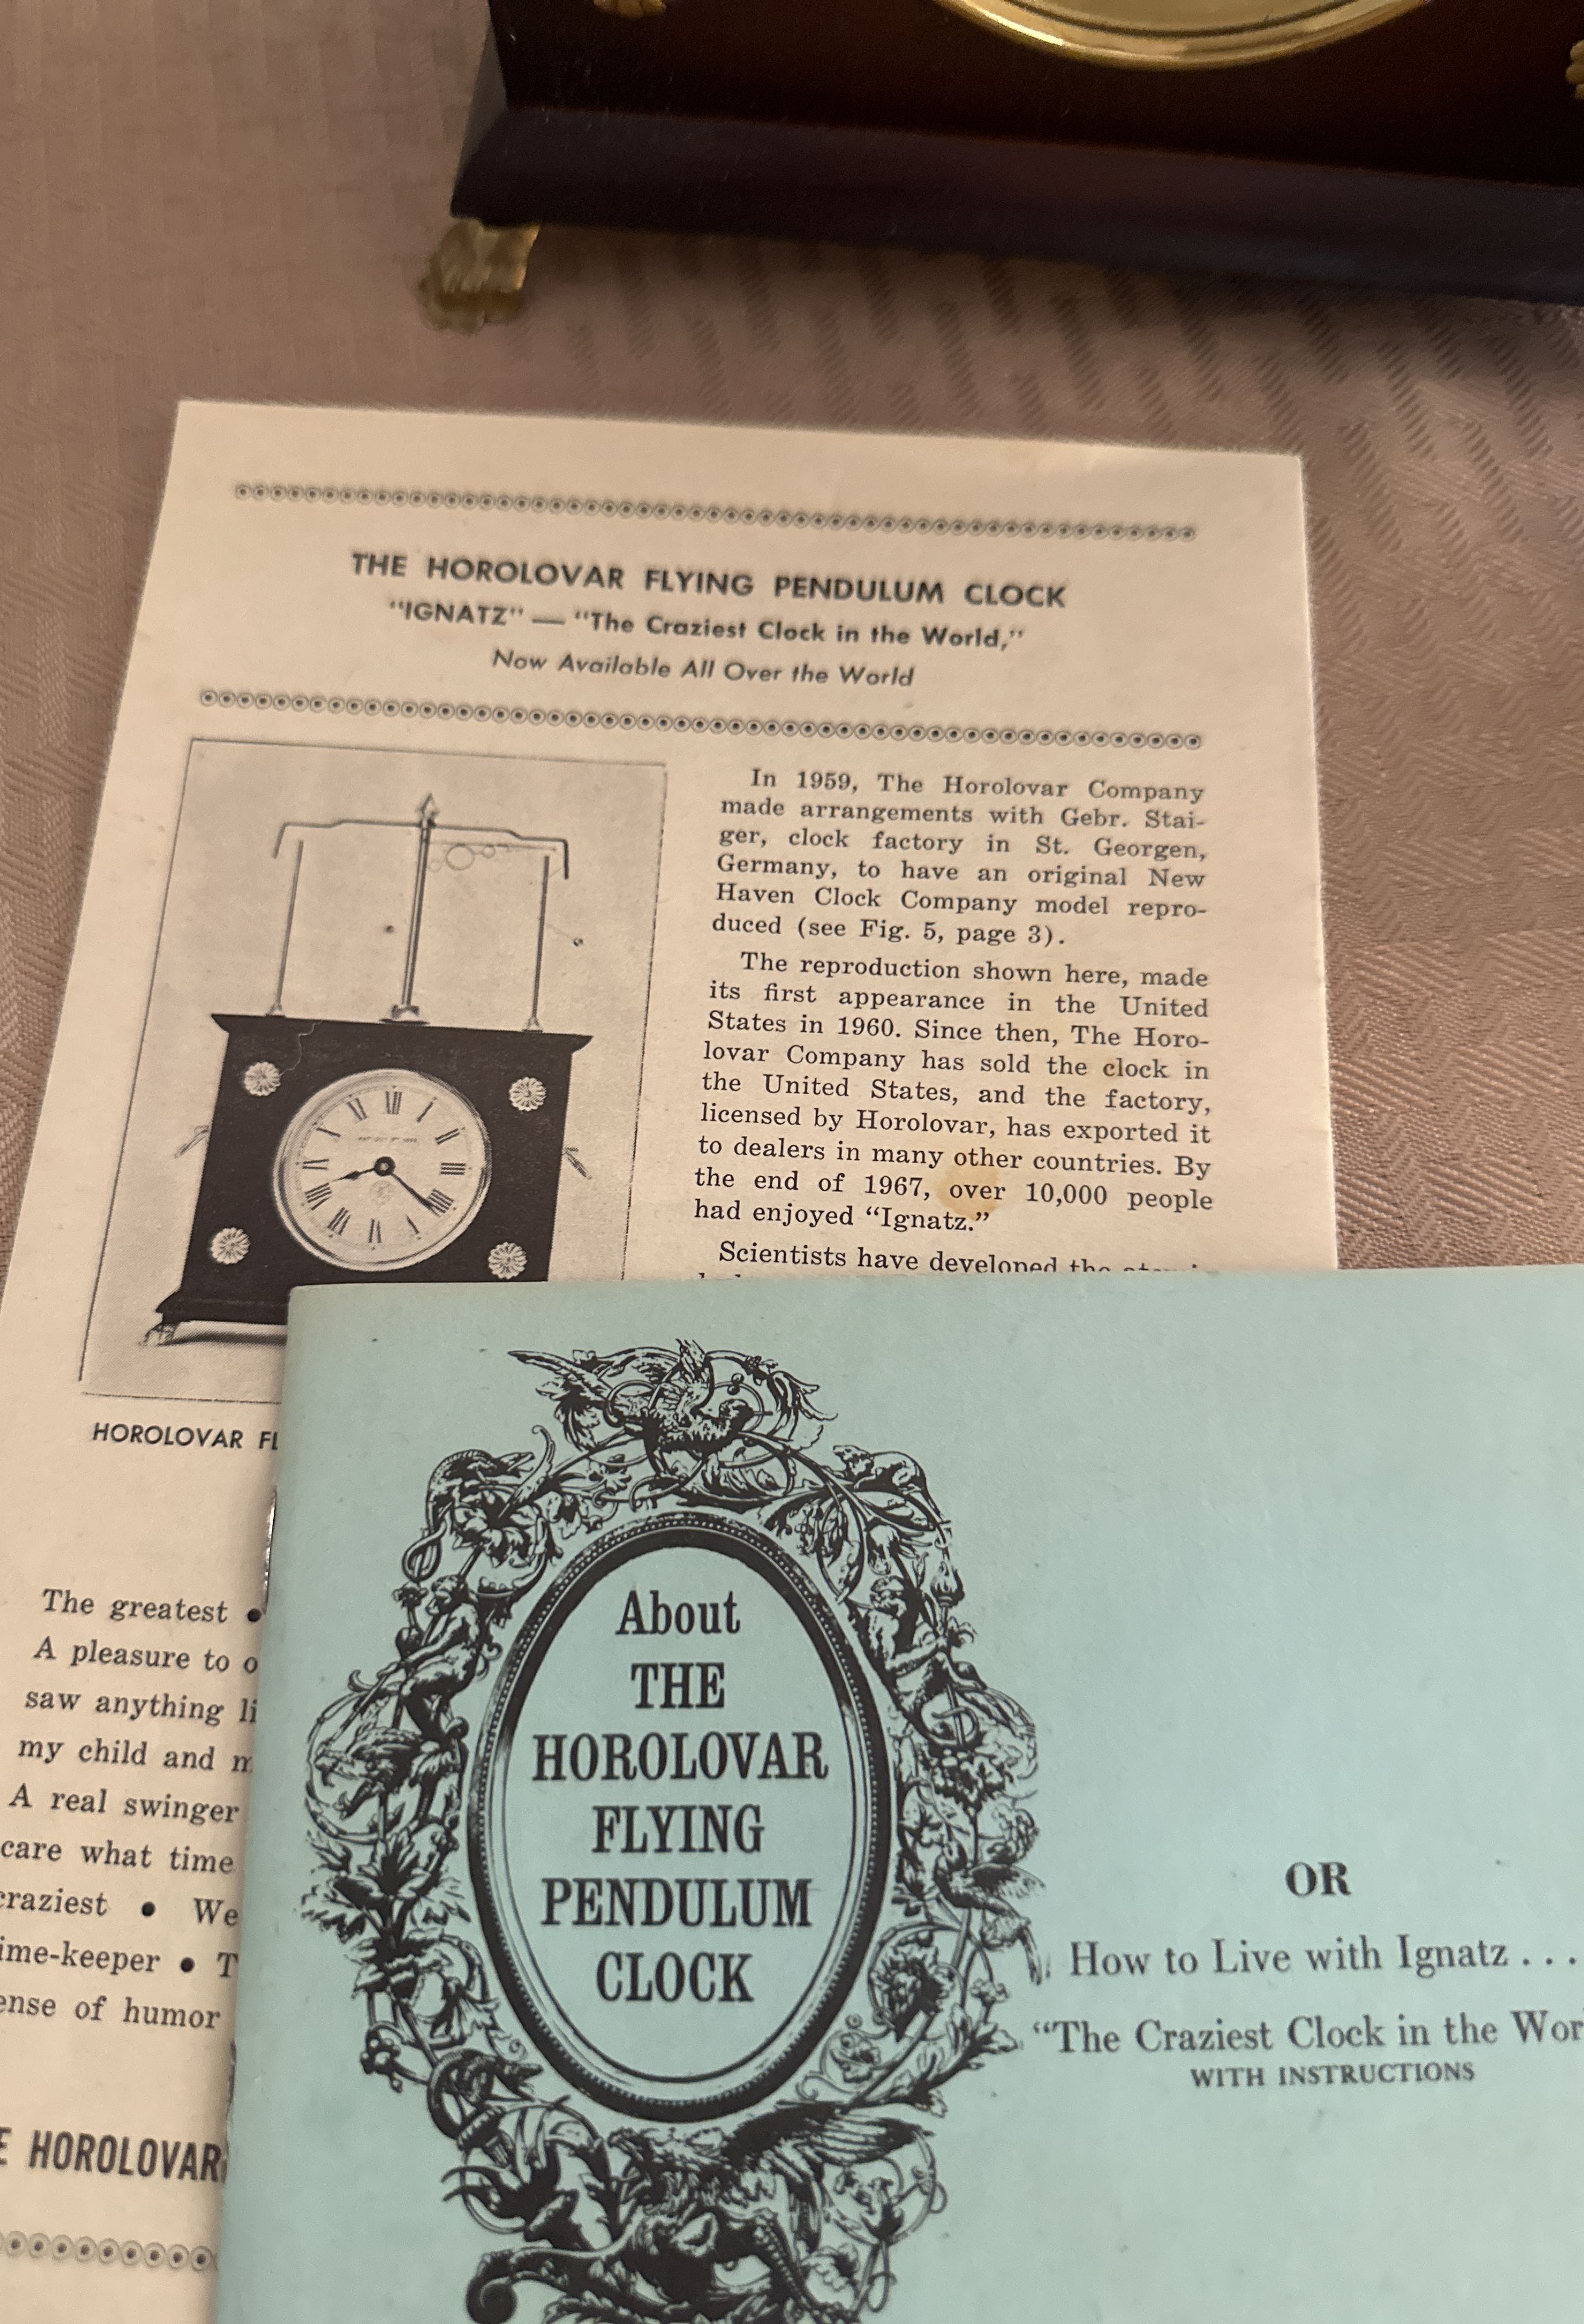 THE HOROLOVAR FLYING PENDULUM CLOCK
"IGNATZ" — "The Craziest Clock in the World,"
Now Available All Over the World
In 1959, The Horolovar Company
made arrangements with Gebr. Stai-
ger, clock factory in St. Georgen,
Germany, to have an original New
Haven Clock Company model repro-
duced (see Fig. 5, page 3).
The reproduction shown here, made
its first appearance in the United
States in 1960. Since then, The Horo-
lovar Company has sold the clock in
the United States, and the factory,
licensed by Horolovar, has exported it
to dealers in many other countries. By
the end of 1967, over 10,000 people
had enjoyed "Ignatz."
Scientists have developed the
HOROLOVAR FL
The greatest •
A pleasure to o
saw anything li
my child and m
A real swinger
care what time
craziest • We
ime-keeper • T
ense of humor
E HOROLOVAR
About
THE
HOROLOVAR
FLYING
PENDULUM
CLOCK
OR
How to Live with Ignatz . . .
"The Craziest Clock in the Wor
WITH INSTRUCTIONS